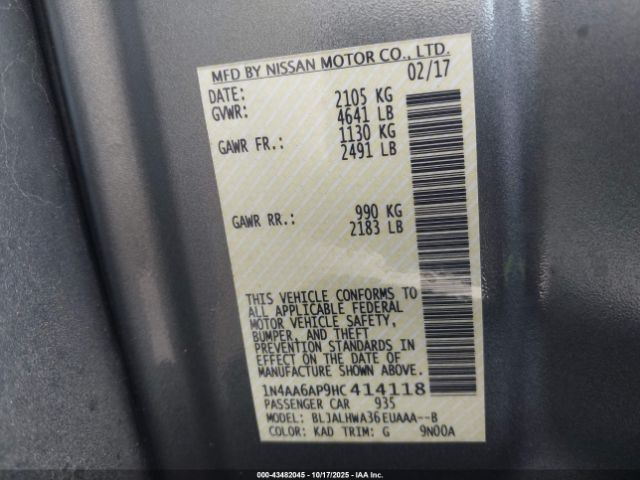 MFD BY NISSAN MOTOR CO., LTD.
DATE: 02/17
GVWR: 2105 KG
4641 LB
GAWR FR.: 1130 KG
2491 LB
GAWR RR.: 990 KG
2183 LB
THIS VEHICLE CONFORMS TO
ALL APPLICABLE FEDERAL
MOTOR VEHICLE SAFETY,
BUMPER, AND THEFT
PREVENTION STANDARDS IN
EFFECT ON THE DATE OF
MANUFACTURE SHOWN ABOVE.
1N4AA6AP9HC414118
PASSENGER CAR 935
MODEL: BLJALHWA36EUAAA--B
COLOR: KAD TRIM: G 9N00A
000-43482045 - 10/17/2025 - IAAI.COM